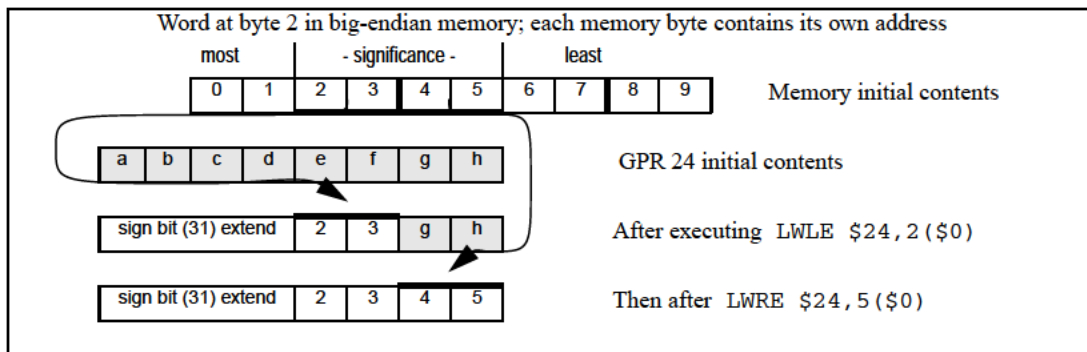 Word at byte 2 in big-endian memory; each memory byte contains its own address
most - significance - least
0 1 2 3 4 5 6 7 8 9 Memory initial contents
a b c d e f g h GPR 24 initial contents
sign bit (31) extend 2 3 g h After executing LWLE $24,2($0)
sign bit (31) extend 2 3 4 5 Then after LWRE $24,5($0)